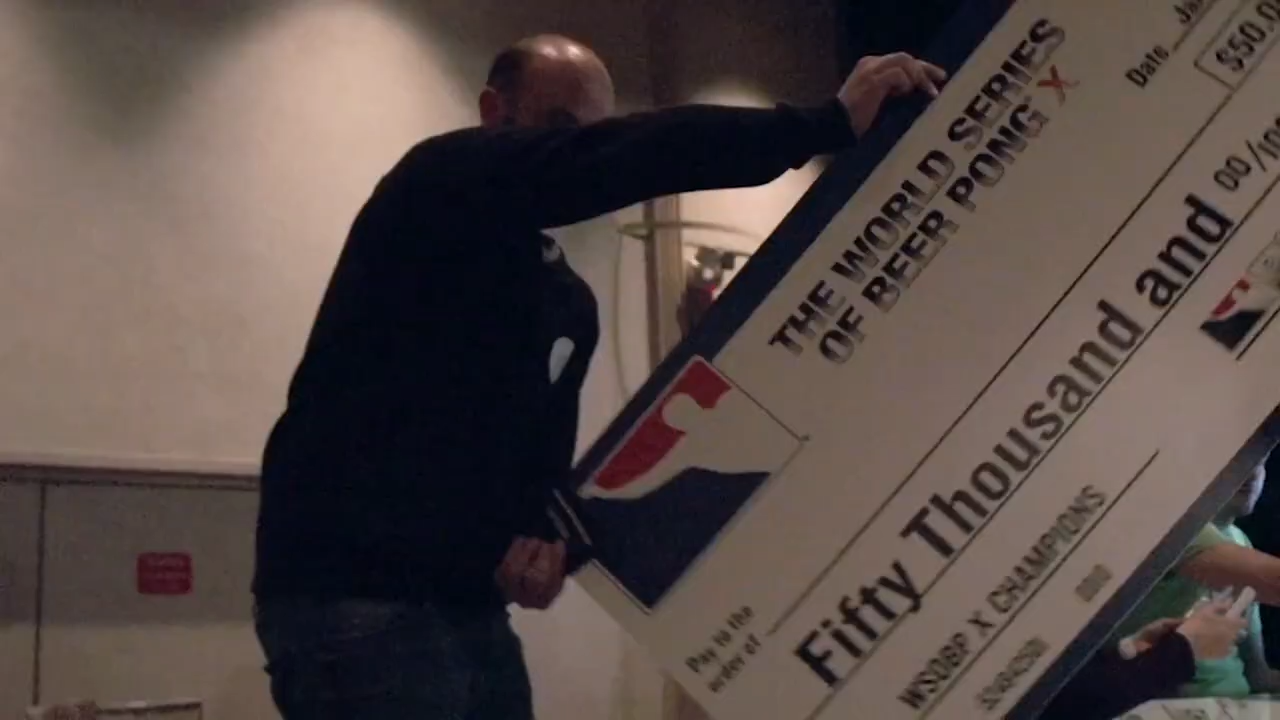 THE WORLD SERIES
OF BEER PONG X
Date
$50,0
Pay to the
order of
Fifty Thousand and 00/10
WSOBP X CHAMPIONS